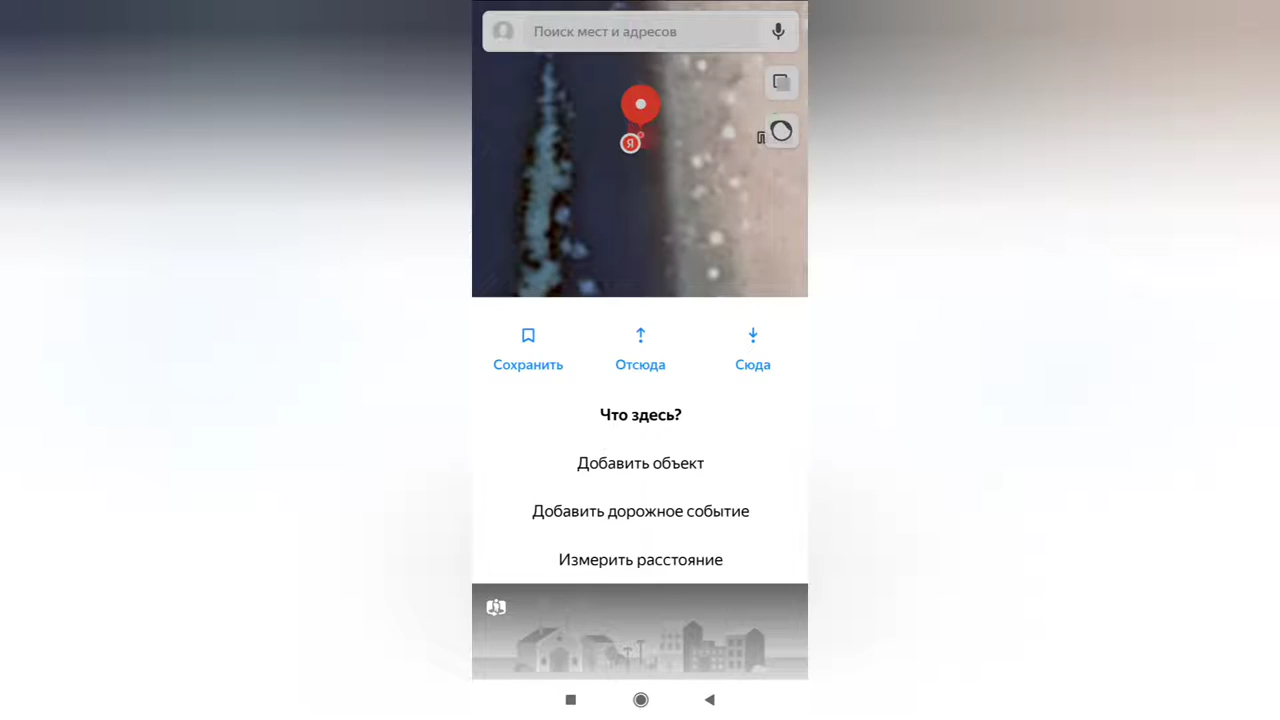 Поиск мест и адресов
Я
Сохранить
Отсюда
Сюда
Что здесь?
Добавить объект
Добавить дорожное событие
Измерить расстояние